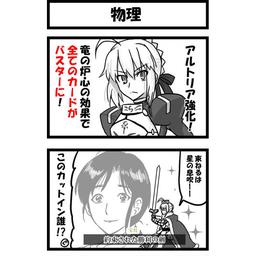 物理
アルトリア強化!
竜の炉心の効果で
全てのカードが
バスターに!
束ねるは
星の息吹――
このカットイン誰!?
約束された勝利の剣